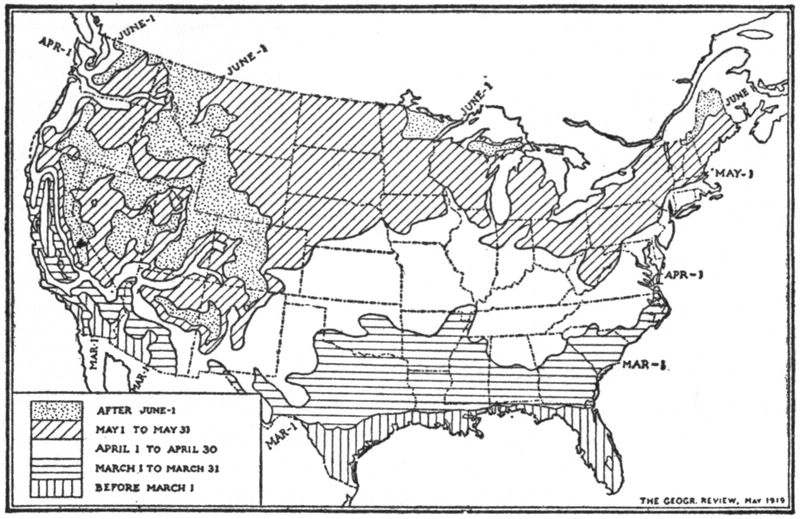 JUNE-1
APR-1
JUNE-1
JUNE-1
JUNE 1
MAY-1
APR-1
MAR-1
MAR-1
MAR-1
MAR-1
AFTER JUNE-1
MAY 1 TO MAY 31
APRIL 1 TO APRIL 30
MARCH 1 TO MARCH 31
BEFORE MARCH 1
THE GEOGR. REVIEW, MAY 1919